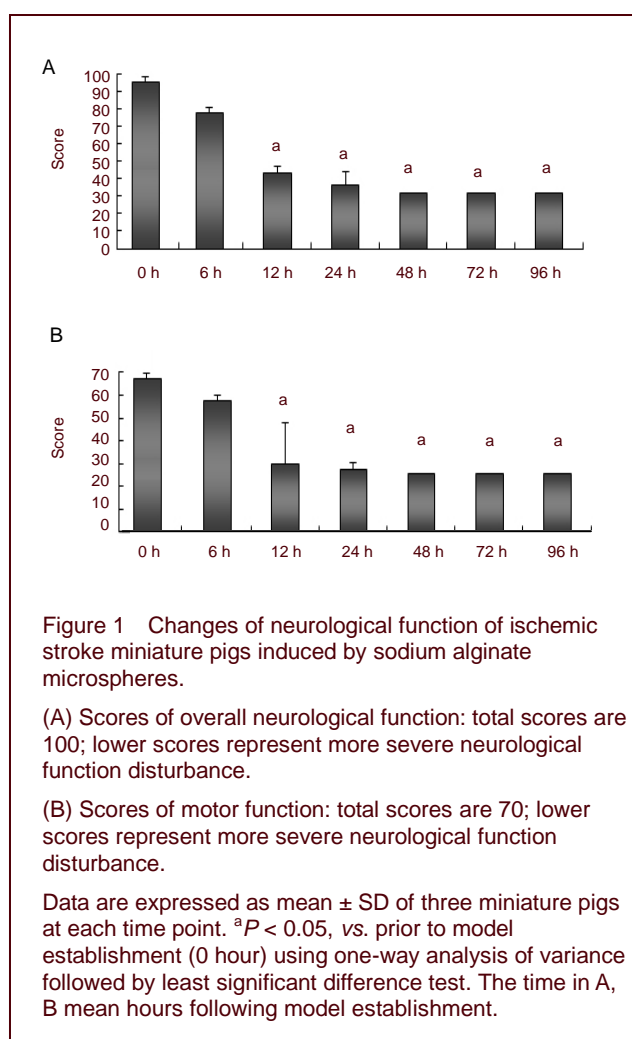 A
100
90
80
70
60
50
40
30
20
10
0
Score
a a a a a
0 h 6 h 12 h 24 h 48 h 72 h 96 h
B
70
60
50
40
30
20
10
0
Score
a a a a a
0 h 6 h 12 h 24 h 48 h 72 h 96 h
Figure 1 Changes of neurological function of ischemic
stroke miniature pigs induced by sodium alginate
microspheres.
(A) Scores of overall neurological function: total scores are
100; lower scores represent more severe neurological
function disturbance.
(B) Scores of motor function: total scores are 70; lower
scores represent more severe neurological function
disturbance.
Data are expressed as mean ± SD of three miniature pigs
at each time point. ᵃP < 0.05, vs. prior to model
establishment (0 hour) using one-way analysis of variance
followed by least significant difference test. The time in A,
B mean hours following model establishment.